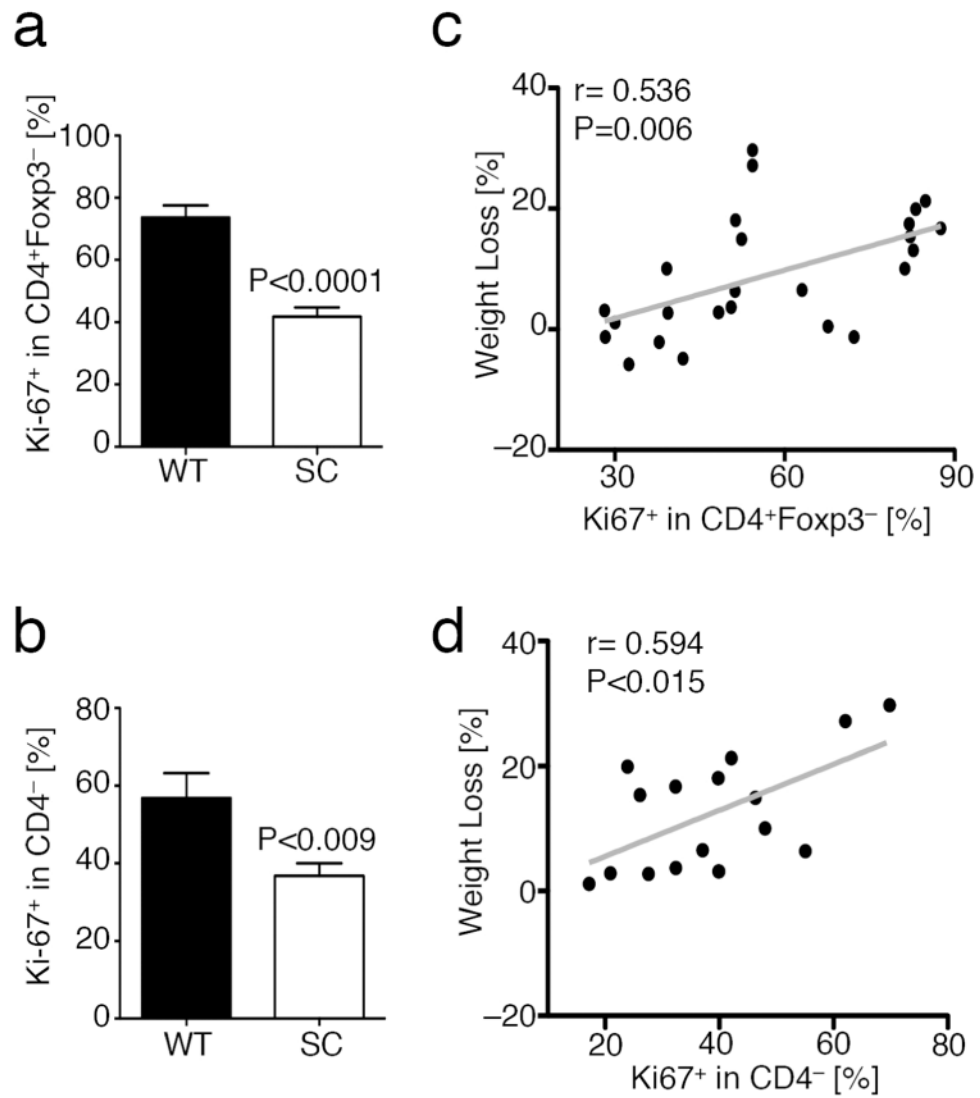 a
Ki-67⁺ in CD4⁺Foxp3⁻ [%]
100
80
60
40
20
0
P<0.0001
WT SC
c
Weight Loss [%]
40
20
0
–20
r= 0.536
P=0.006
30 60 90
Ki67⁺ in CD4⁺Foxp3⁻ [%]
b
Ki-67⁺ in CD4⁻ [%]
80
60
40
20
0
P<0.009
WT SC
d
Weight Loss [%]
40
20
0
–20
r= 0.594
P<0.015
20 40 60 80
Ki67⁺ in CD4⁻ [%]